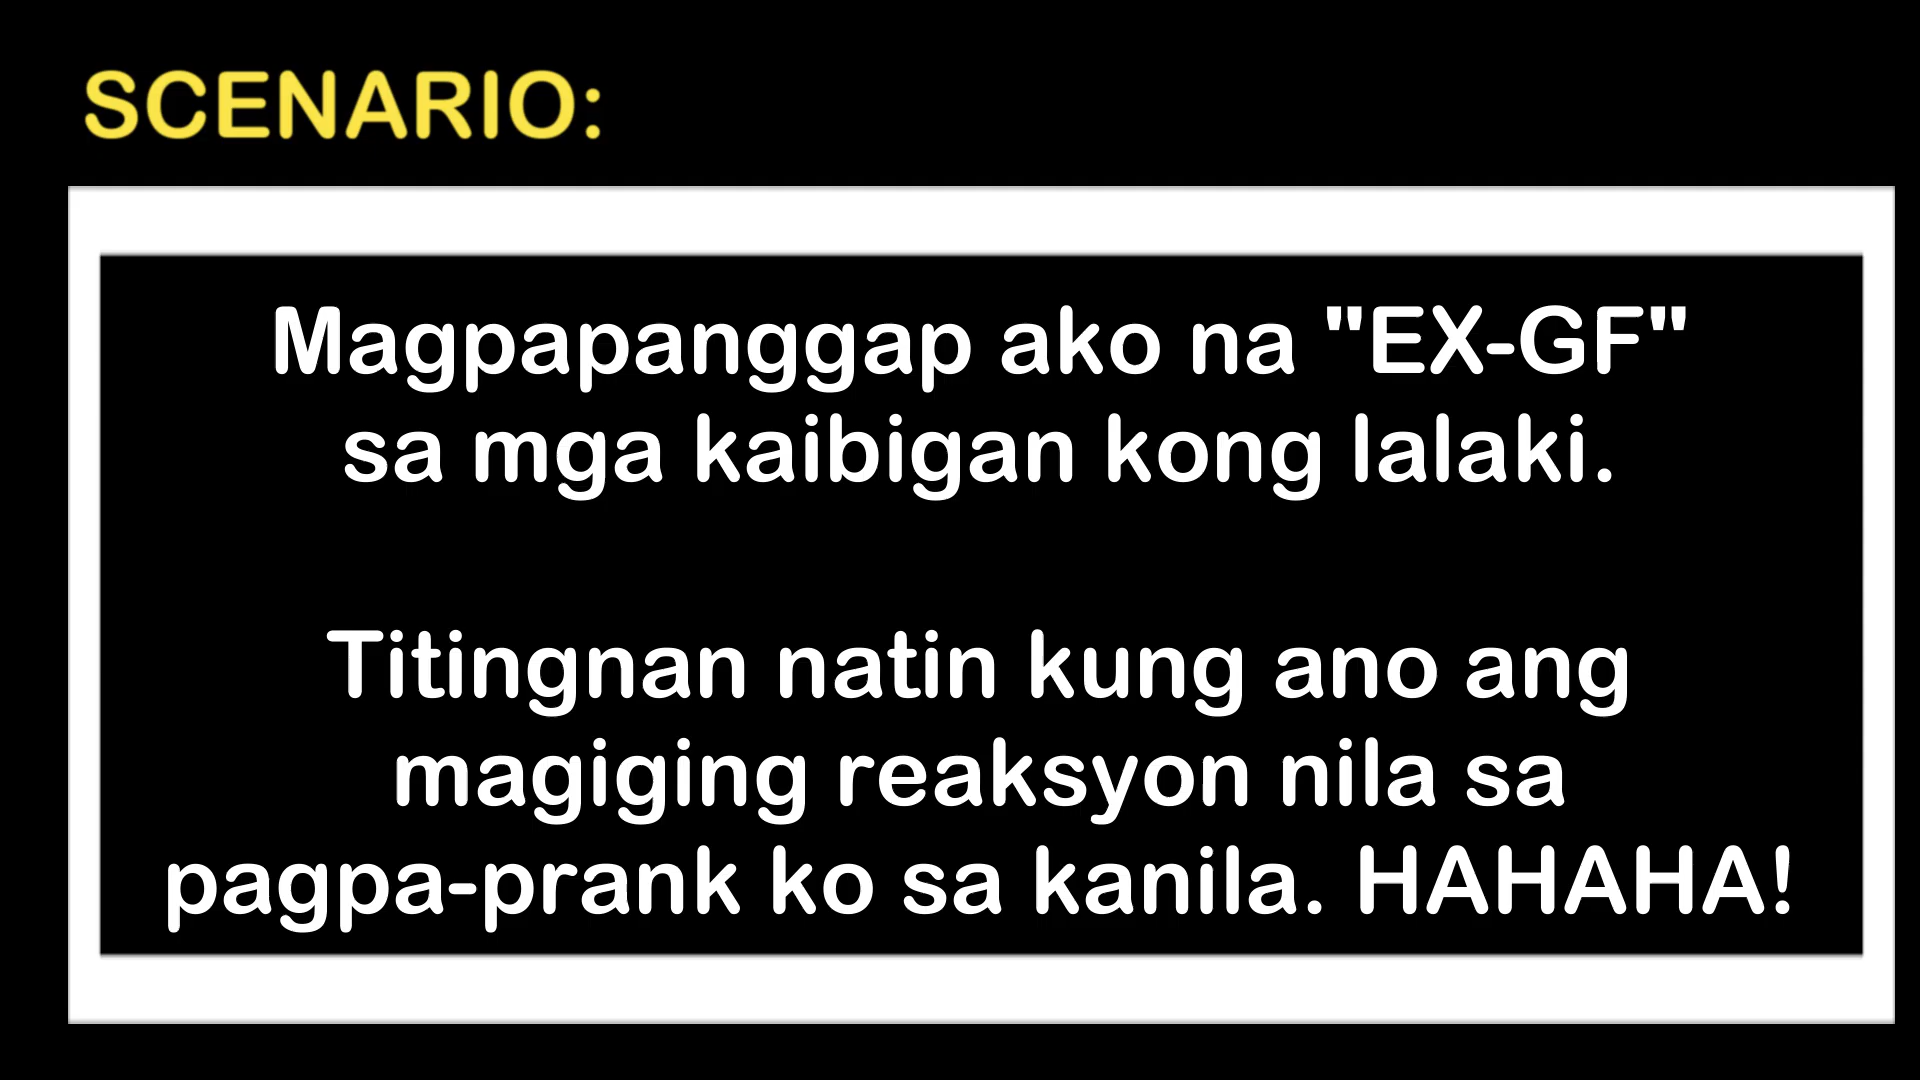 SCENARIO:
Magpapanggap ako na "EX-GF"
sa mga kaibigan kong lalaki.
Titingnan natin kung ano ang
magiging reaksyon nila sa
pagpa-prank ko sa kanila. HAHAHA!